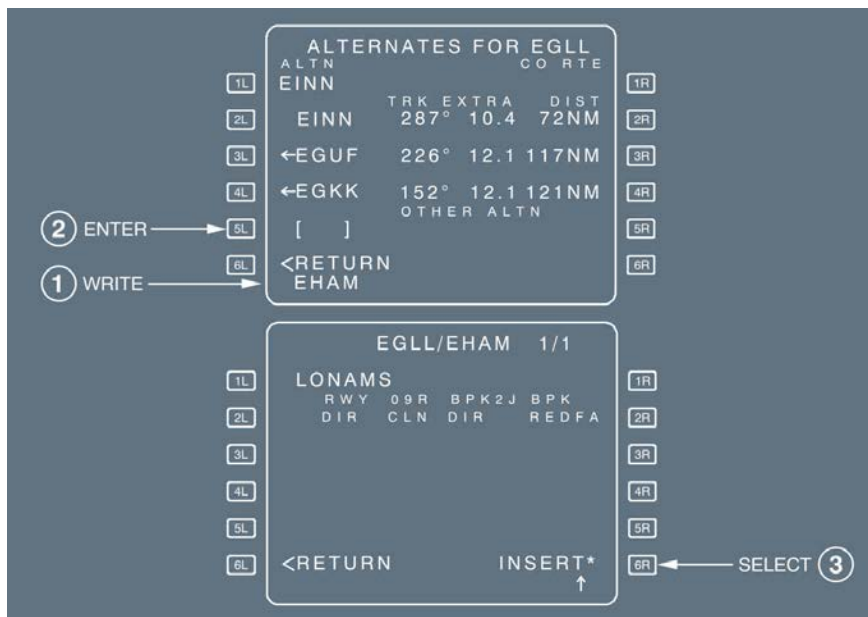 ALTERNATES FOR EGLL
ALTN CO RTE
1L EINN 1R
TRK EXTRA DIST
2L EINN 287° 10.4 72NM 2R
3L ←EGUF 226° 12.1 117NM 3R
4L ←EGKK 152° 12.1 121NM 4R
OTHER ALTN
2 ENTER 5L [ ] 5R
6L <RETURN 6R
1 WRITE EHAM
EGLL/EHAM 1/1
1L LONAMS 1R
RWY 09R BPK2J BPK
2L DIR CLN DIR REDFA 2R
3L 3R
4L 4R
5L 5R
6L <RETURN INSERT* 6R SELECT 3
↑